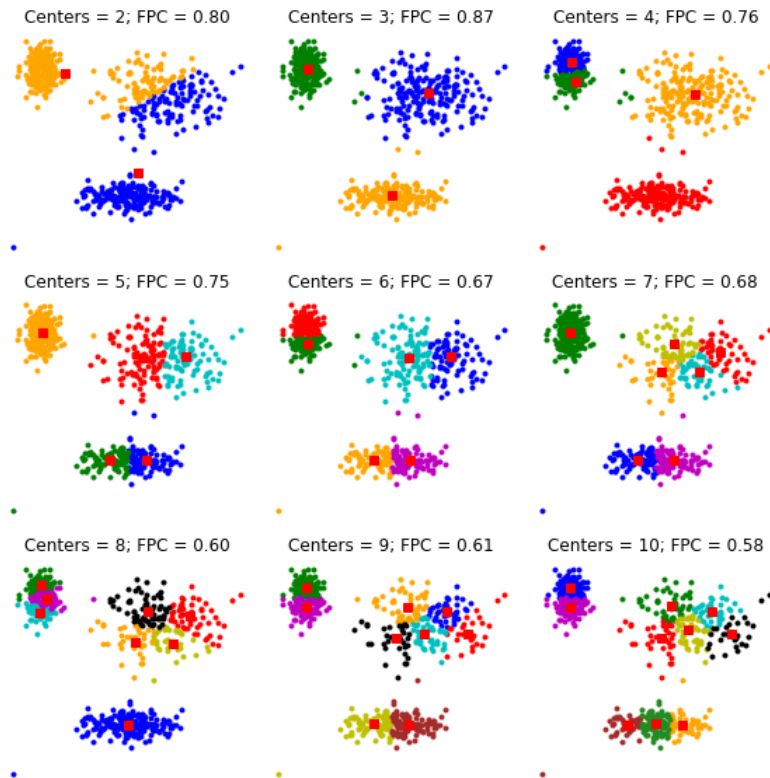 Centers = 2; FPC = 0.80
Centers = 3; FPC = 0.87
Centers = 4; FPC = 0.76
Centers = 5; FPC = 0.75
Centers = 6; FPC = 0.67
Centers = 7; FPC = 0.68
Centers = 8; FPC = 0.60
Centers = 9; FPC = 0.61
Centers = 10; FPC = 0.58